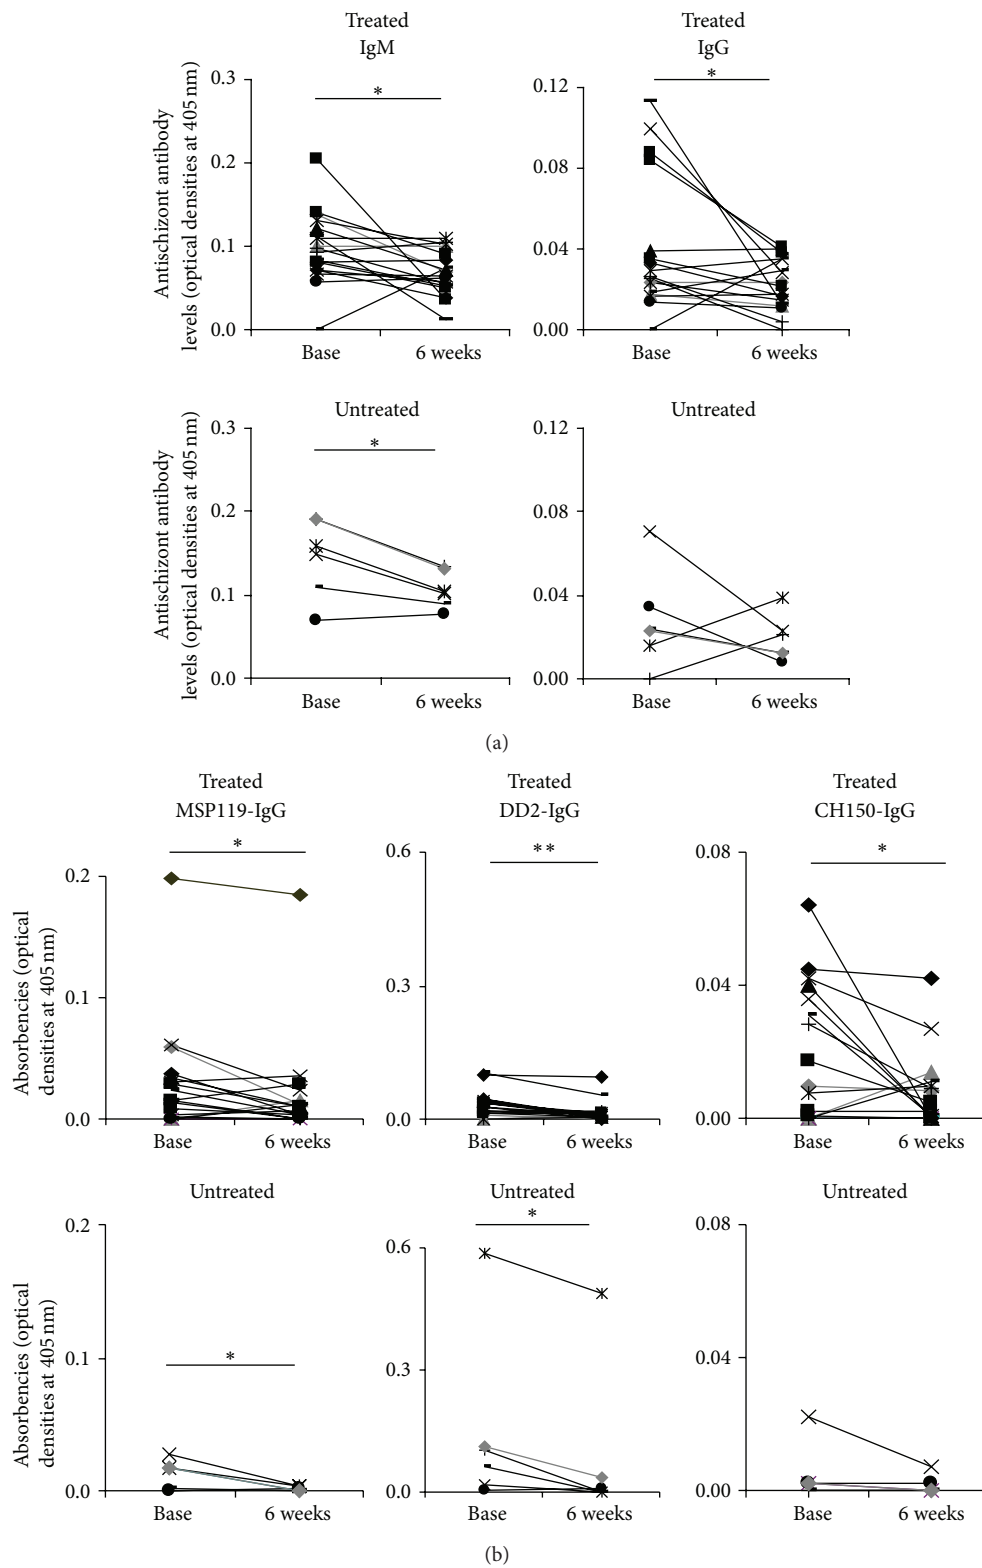 Treated
IgM
Treated
IgG
Antischizont antibody
levels (optical densities at 405 nm)
0.3
0.2
0.1
0.0
*
Base
6 weeks
0.12
0.08
0.04
0.00
*
Base
6 weeks
Untreated
Antischizont antibody
levels (optical densities at 405 nm)
0.3
0.2
0.1
0.0
*
Base
6 weeks
Untreated
0.12
0.08
0.04
0.00
Base
6 weeks
(a)
Treated
MSP119-IgG
Absorbencies (optical
densities at 405 nm)
0.2
0.1
0.0
*
Base
6 weeks
Treated
DD2-IgG
0.6
0.3
0.0
**
Base
6 weeks
Treated
CH150-IgG
0.08
0.04
0.00
*
Base
6 weeks
Untreated
Absorbencies (optical
densities at 405 nm)
0.2
0.1
0.0
*
Base
6 weeks
Untreated
*
0.6
0.3
0.0
Base
6 weeks
Untreated
0.08
0.04
0.00
Base
6 weeks
(b)